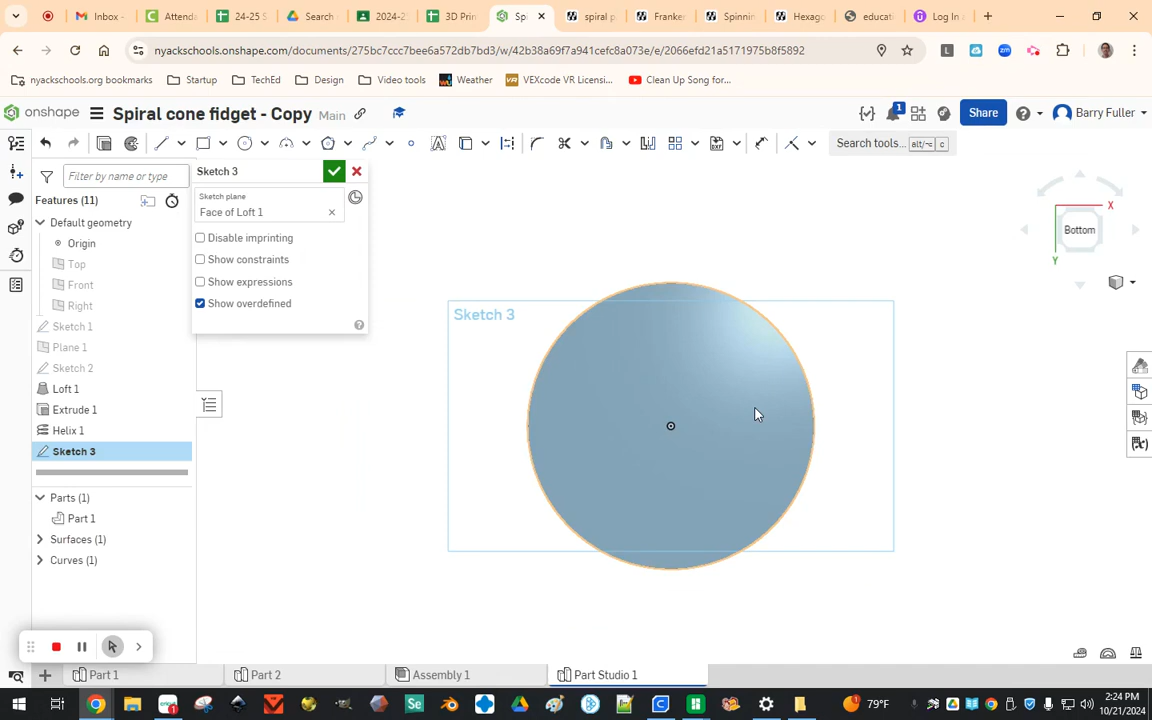 Inbox -
Attenda
24-25 S
Search
2024-2
3D Prin
Spi
spiral p
Franken
Spinnin
Hexago
educati
Log In
nyackschools.onshape.com/documents/275bc7ccc7bee6a572db7bd3/w/42b38a69f7a941cefc8a073e/e/2066efd21a5171975b8f5892
nyackschools.org bookmarks
Startup
TechEd
Design
Video tools
Weather
VEXcode VR Licensi...
Clean Up Song for...
onshape
Spiral cone fidget - Copy
Main
1
Share
Barry Fuller
Search tools...
alt/⌥
c
Filter by name or type
Sketch 3
Features (11)
Sketch plane
Face of Loft 1
Default geometry
Origin
Top
Front
Right
Disable imprinting
Show constraints
Show expressions
Show overdefined
Sketch 1
Plane 1
Sketch 2
Loft 1
Extrude 1
Helix 1
Sketch 3
Parts (1)
Part 1
Surfaces (1)
Curves (1)
Sketch 3
X
Bottom
Y
Part 1
Part 2
Assembly 1
Part Studio 1
79°F
2:24 PM
10/21/2024